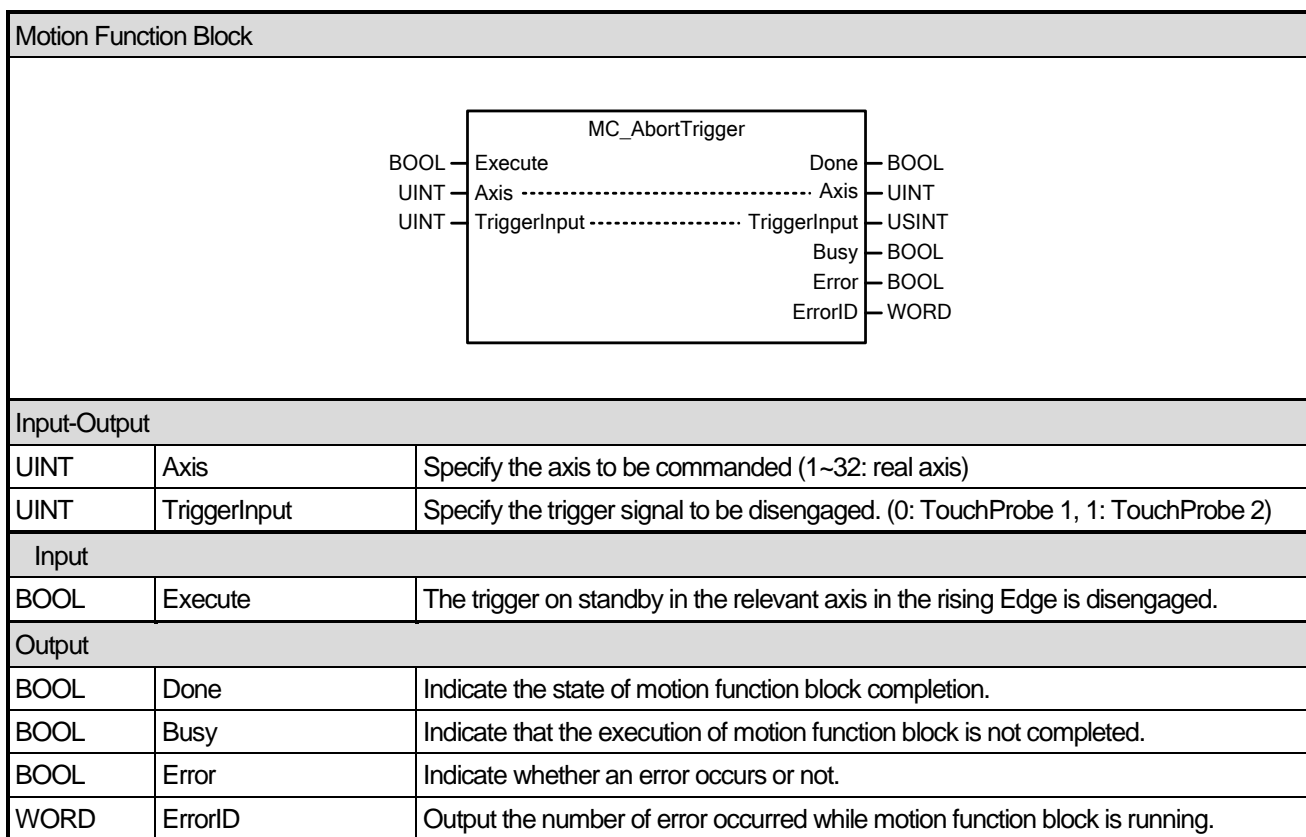 Motion Function Block
MC_AbortTrigger
BOOL Execute Done BOOL
UINT Axis Axis UINT
UINT TriggerInput TriggerInput USINT
Busy BOOL
Error BOOL
ErrorID WORD
Input-Output
UINT Axis Specify the axis to be commanded (1~32: real axis)
UINT TriggerInput Specify the trigger signal to be disengaged. (0: TouchProbe 1, 1: TouchProbe 2)
Input
BOOL Execute The trigger on standby in the relevant axis in the rising Edge is disengaged.
Output
BOOL Done Indicate the state of motion function block completion.
BOOL Busy Indicate that the execution of motion function block is not completed.
BOOL Error Indicate whether an error occurs or not.
WORD ErrorID Output the number of error occurred while motion function block is running.